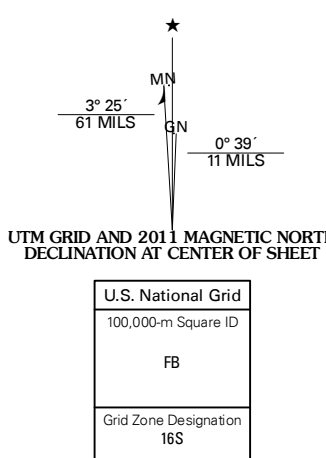 ★
MN
3° 25´
61 MILS
GN
0° 39´
11 MILS
UTM GRID AND 2011 MAGNETIC NORTH
DECLINATION AT CENTER OF SHEET
U.S. National Grid
100,000-m Square ID
FB
Grid Zone Designation
16S